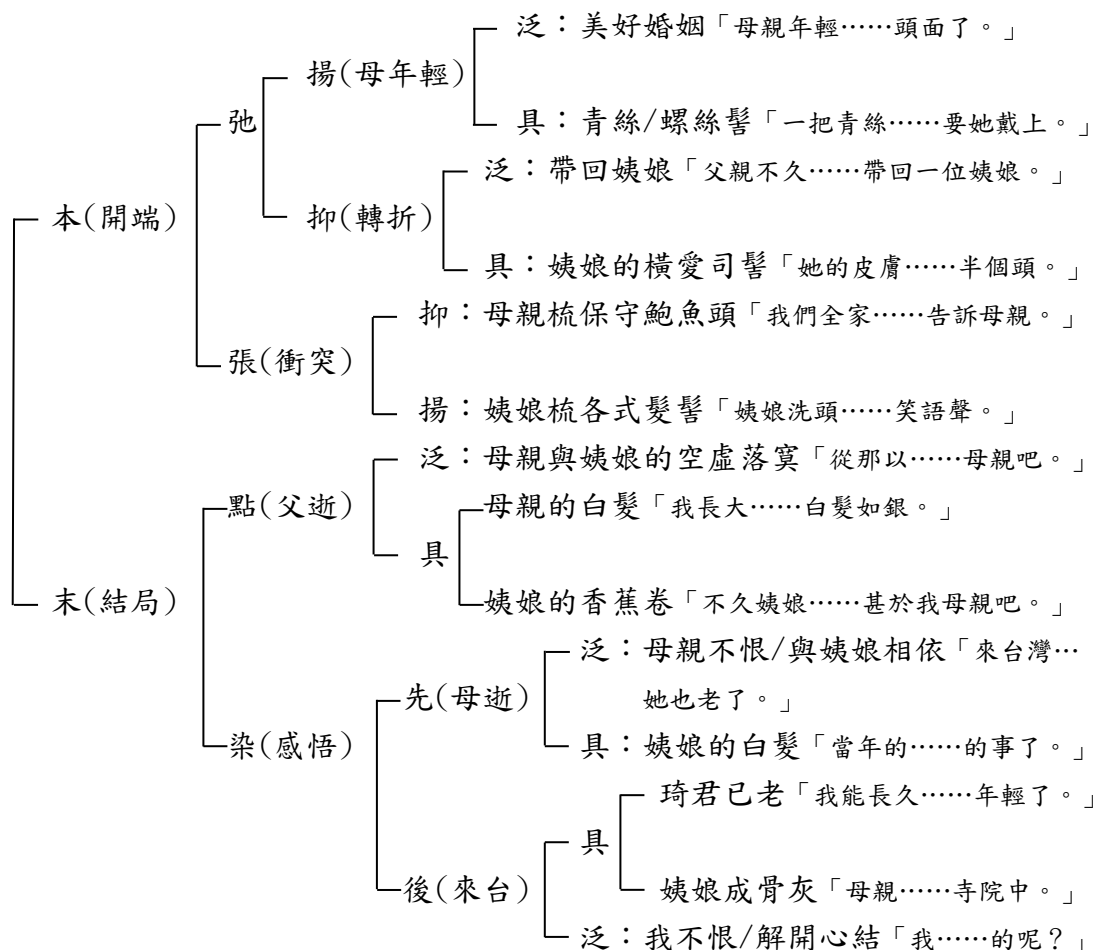 泛：美好婚姻「母親年輕……頭面了。」
揚(母年輕)
弛
具：青絲/螺絲髻「一把青絲……要她戴上。」
泛：帶回姨娘「父親不久……帶回一位姨娘。」
本(開端)
抑(轉折)
具：姨娘的橫愛司髻「她的皮膚……半個頭。」
抑：母親梳保守鮑魚頭「我們全家……告訴母親。」
張(衝突)
揚：姨娘梳各式髮髻「姨娘洗頭……笑語聲。」
泛：母親與姨娘的空虛落寞「從那以……母親吧。」
點(父逝)
母親的白髮「我長大……白髮如銀。」
具
末(結局)
姨娘的香蕉卷「不久姨娘……甚於我母親吧。」
泛：母親不恨/與姨娘相依「來台灣…
她也老了。」
先(母逝)
染(感悟)
具：姨娘的白髮「當年的……的事了。」
琦君已老「我能長久……年輕了。」
具
後(來台)
姨娘成骨灰「母親……寺院中。」
泛：我不恨/解開心結「我……的呢？」